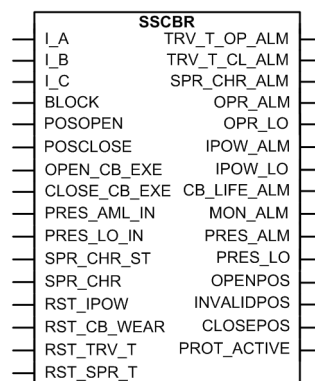 SSCBR
I_A TRV_T_OP_ALM
I_B TRV_T_CL_ALM
I_C SPR_CHR_ALM
BLOCK OPR_ALM
POSOPEN OPR_LO
POSCLOSE IPOW_ALM
OPEN_CB_EXE IPOW_LO
CLOSE_CB_EXE CB_LIFE_ALM
PRES_AML_IN MON_ALM
PRES_LO_IN PRES_ALM
SPR_CHR_ST PRES_LO
SPR_CHR OPENPOS
RST_IPOW INVALIDPOS
RST_CB_WEAR CLOSEPOS
RST_TRV_T PROT_ACTIVE
RST_SPR_T